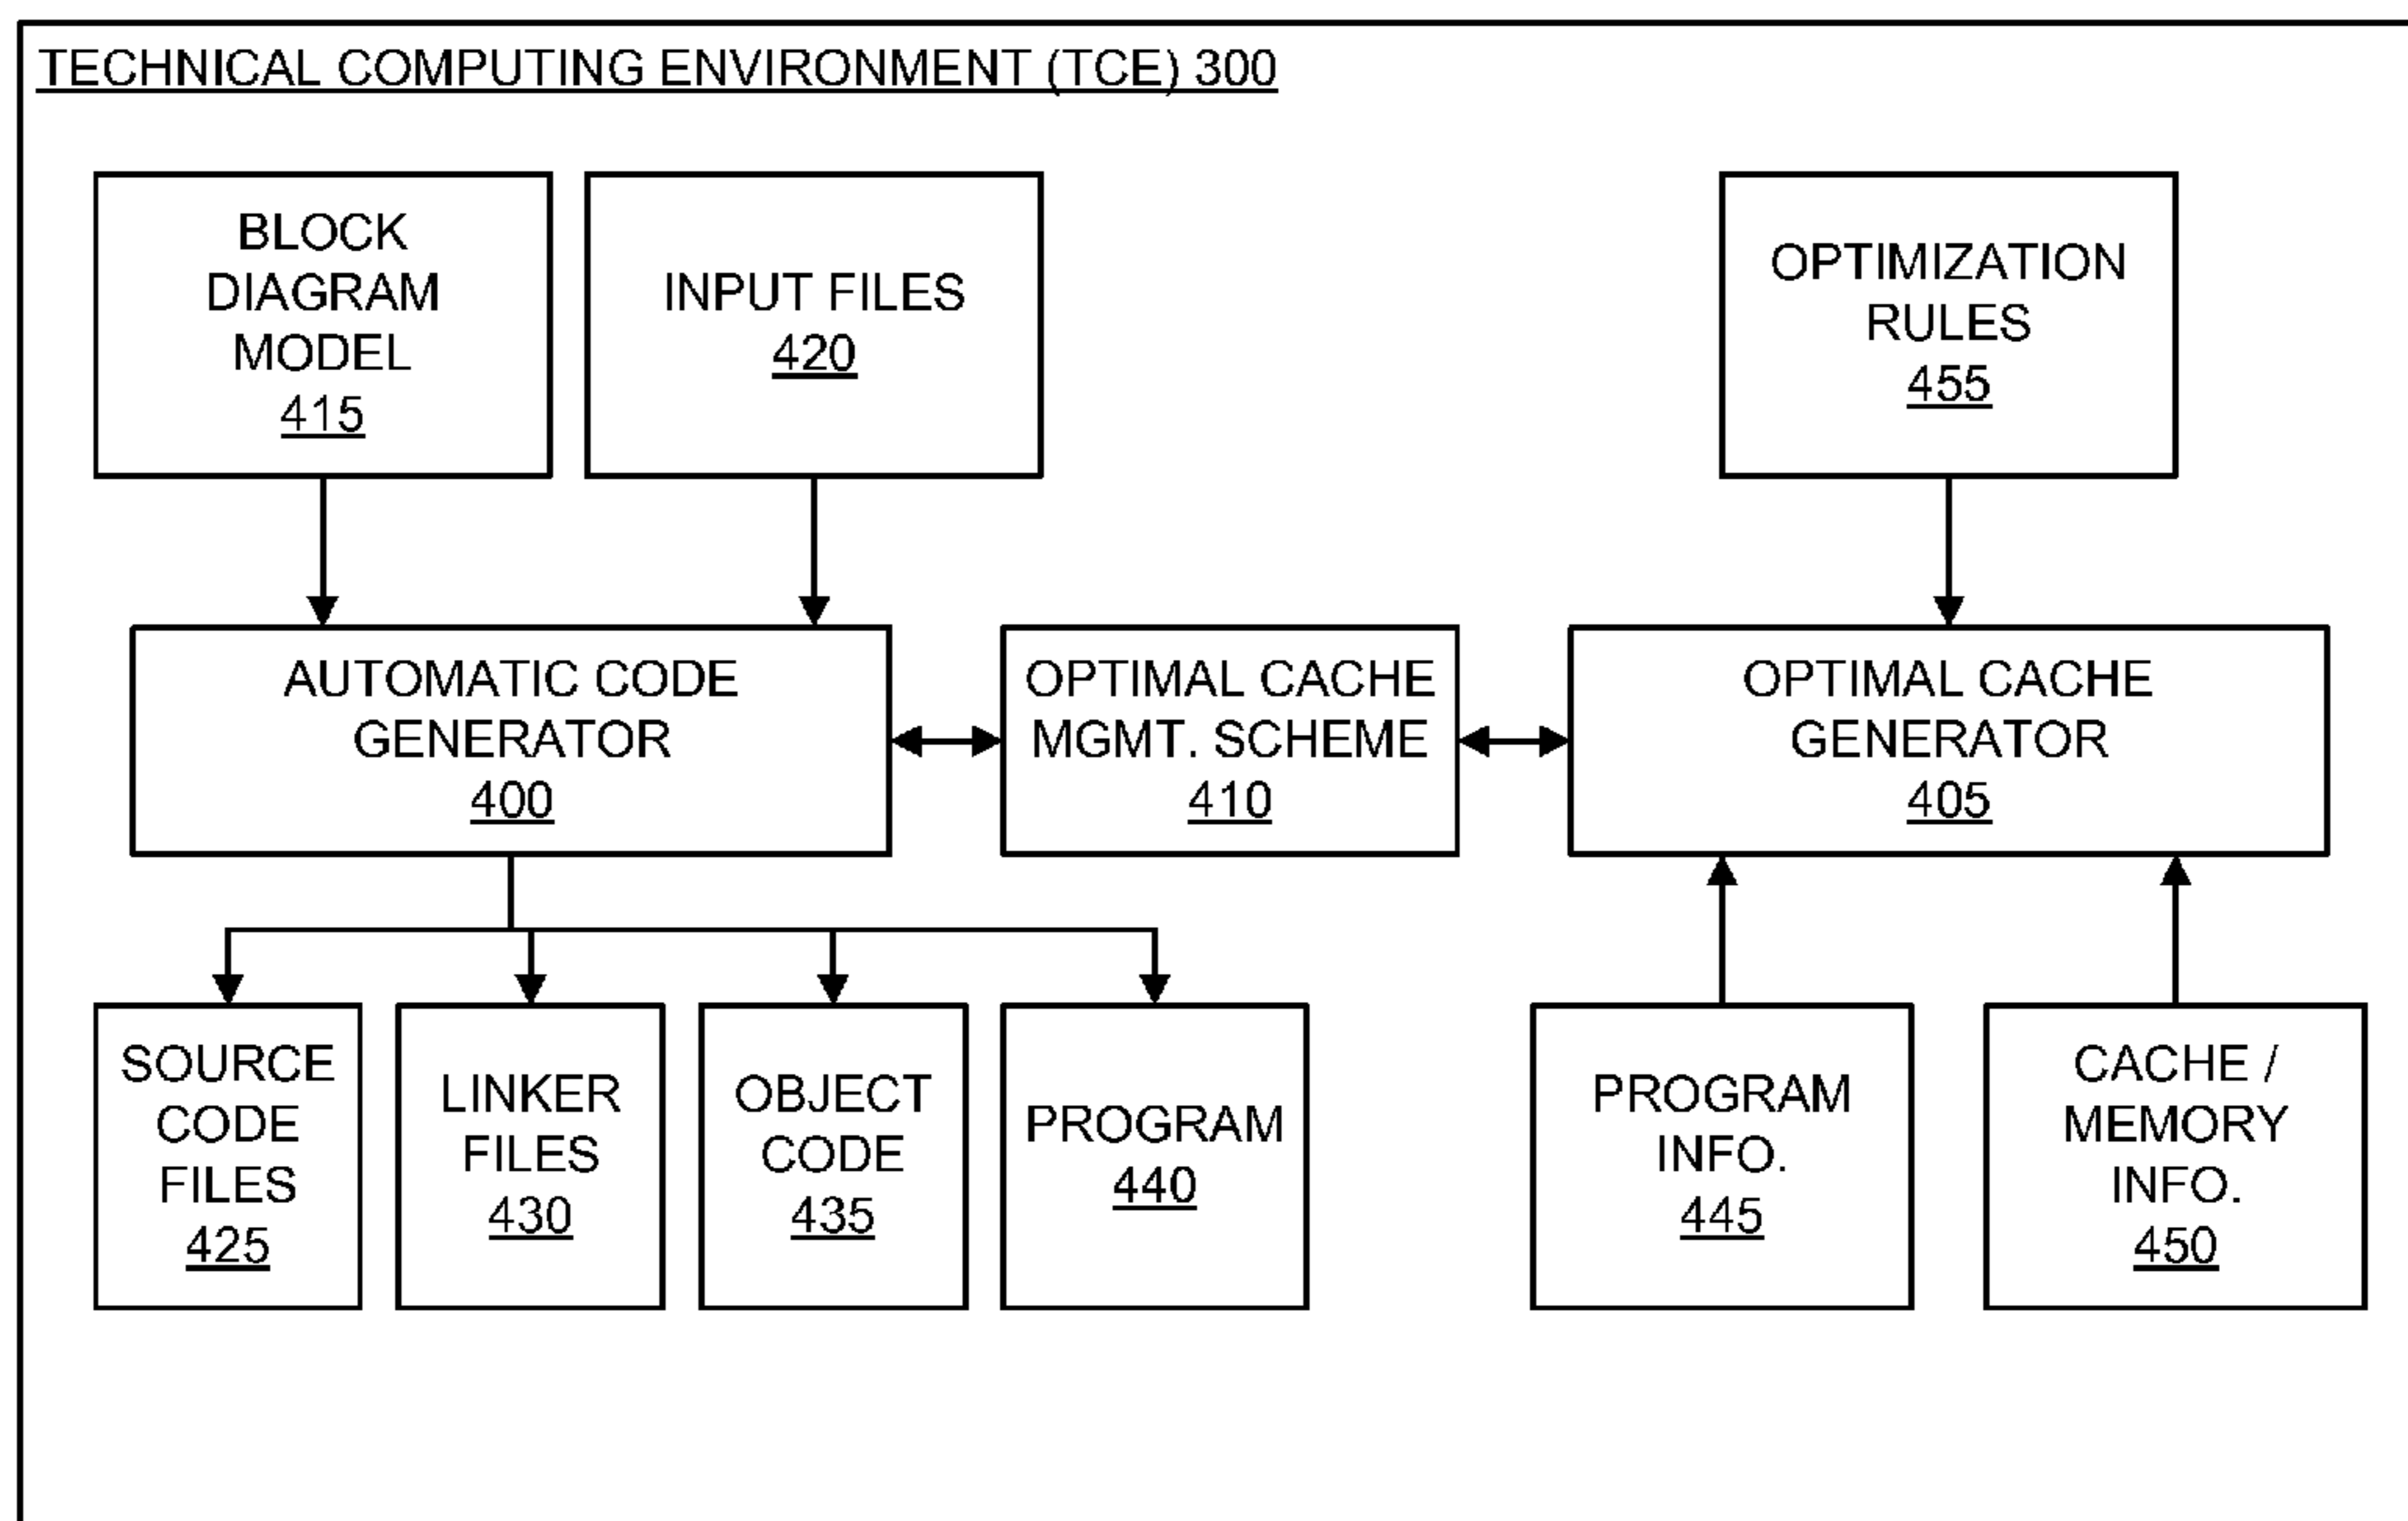 TECHNICAL COMPUTING ENVIRONMENT (TCE) 300
BLOCK
DIAGRAM
MODEL
415
INPUT FILES
420
OPTIMIZATION
RULES
455
AUTOMATIC CODE
GENERATOR
400
OPTIMAL CACHE
MGMT. SCHEME
410
OPTIMAL CACHE
GENERATOR
405
SOURCE
CODE
FILES
425
LINKER
FILES
430
OBJECT
CODE
435
PROGRAM
440
PROGRAM
INFO.
445
CACHE /
MEMORY
INFO.
450